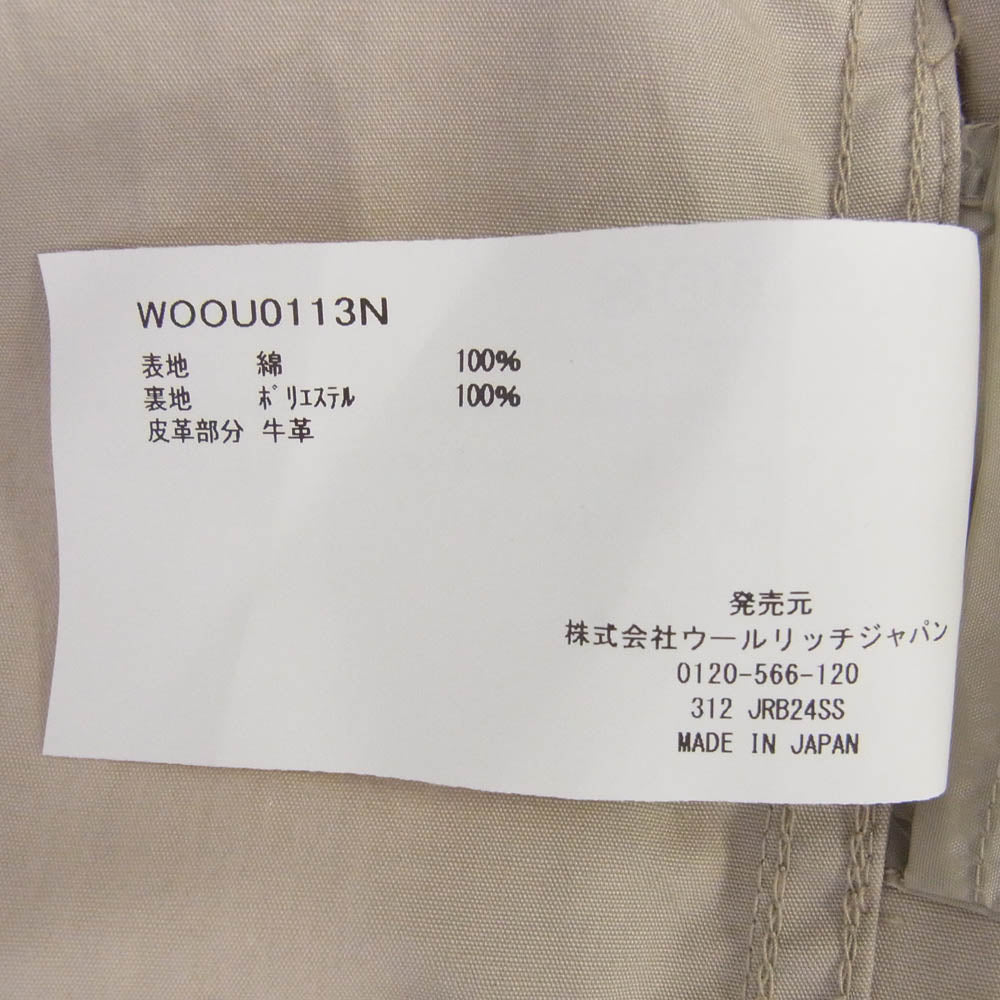 WOOU0113N
表地 綿 100%
裏地 ポリエステル 100%
皮革部分 牛革
発売元
株式会社ウールリッチジャパン
0120-566-120
312 JRB24SS
MADE IN JAPAN